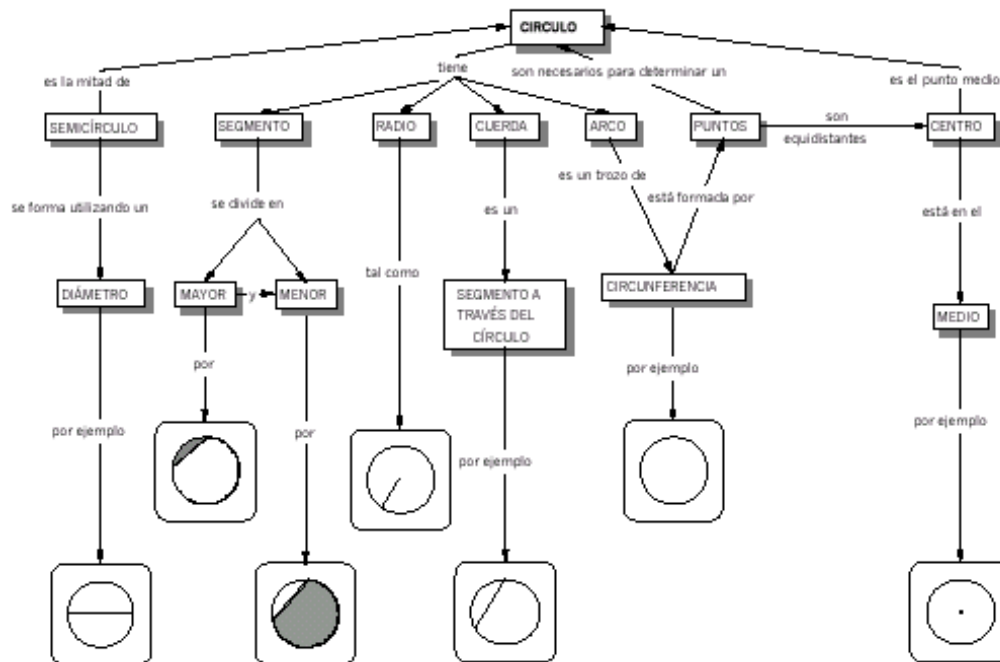 CIRCULO
tiene
son necesarios para determinar un
es la mitad de
es el punto medio
SEMICÍRCULO
SEGMENTO
RADIO
CUERDA
ARCO
PUNTOS
son
equidistantes
CENTRO
es un trozo de
está formada por
se forma utilizando un
se divide en
es un
está en el
tal como
DIÁMETRO
MAYOR
y
MENOR
SEGMENTO A
TRAVÉS DEL
CÍRCULO
CIRCUNFERENCIA
MEDIO
por
por ejemplo
por ejemplo
por
por ejemplo
por ejemplo